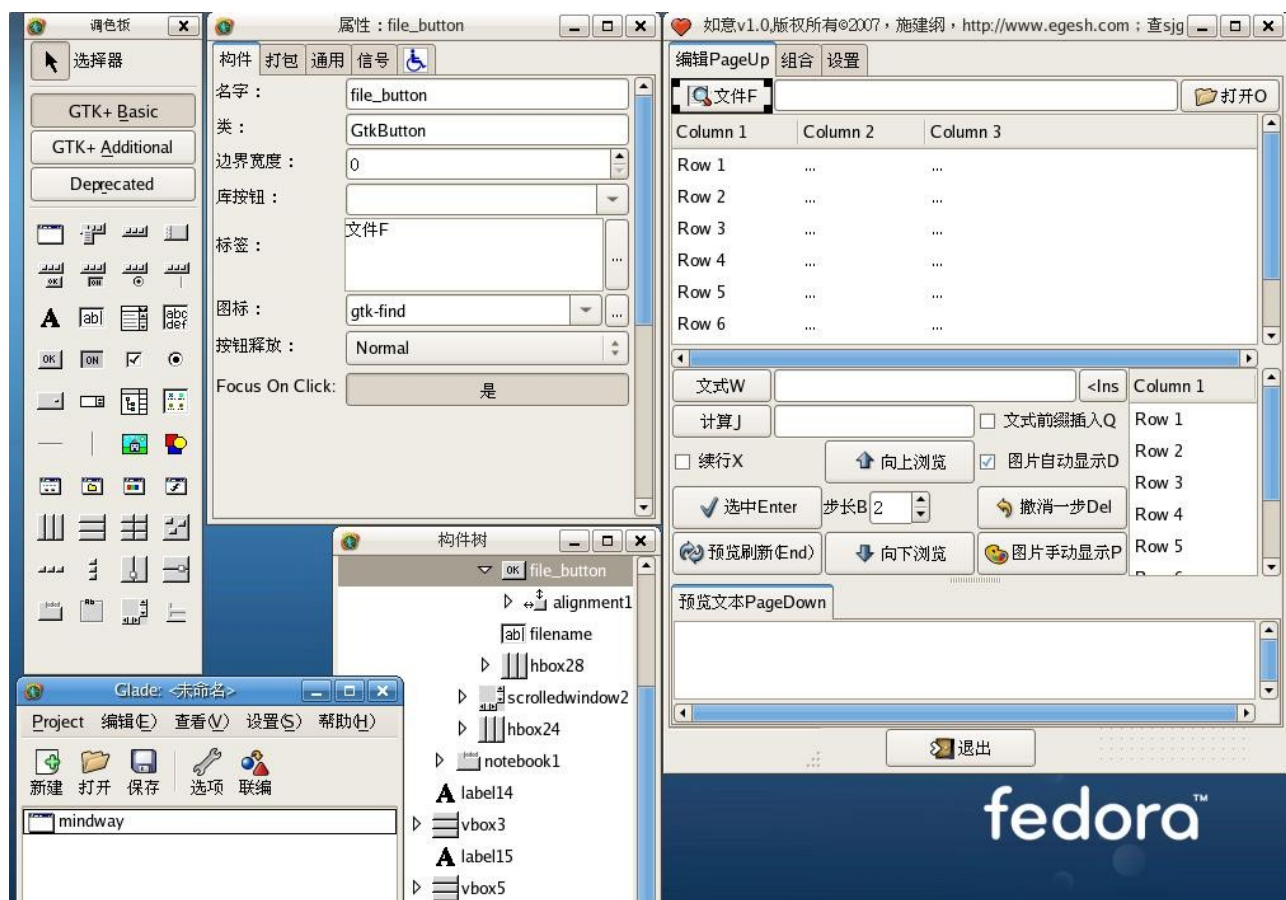 调色板
选择器
GTK+ Basic
GTK+ Additional
Deprecated
属性：file_button
构件 打包 通用 信号
名字： file_button
类： GtkButton
边界宽度： 0
库按钮：
标签： 文件F ...
图标： gtk-find ...
按钮释放： Normal
Focus On Click: 是
构件树
OK file_button
alignment1
ab| filename
hbox28
scrolledwindow2
hbox24
notebook1
A label14
vbox3
A label15
vbox5
Glade: <未命名>
Project 编辑(E) 查看(V) 设置(S) 帮助(H)
新建 打开 保存 选项 联编
mindway
如意v1.0,版权所有©2007，施建纲，http://www.egesh.com；查sjg
编辑PageUp 组合 设置
文件F 打开O
Column 1 Column 2 Column 3
Row 1 ... ...
Row 2 ... ...
Row 3 ... ...
Row 4 ... ...
Row 5 ... ...
Row 6 ... ...
文式W <Ins Column 1
计算J 文式前缀插入Q Row 1
续行X 向上浏览 图片自动显示D Row 2
Row 3
选中Enter 步长B 2 撤消一步Del Row 4
预览刷新(End) 向下浏览 图片手动显示P Row 5
预览文本PageDown
退出
fedora™